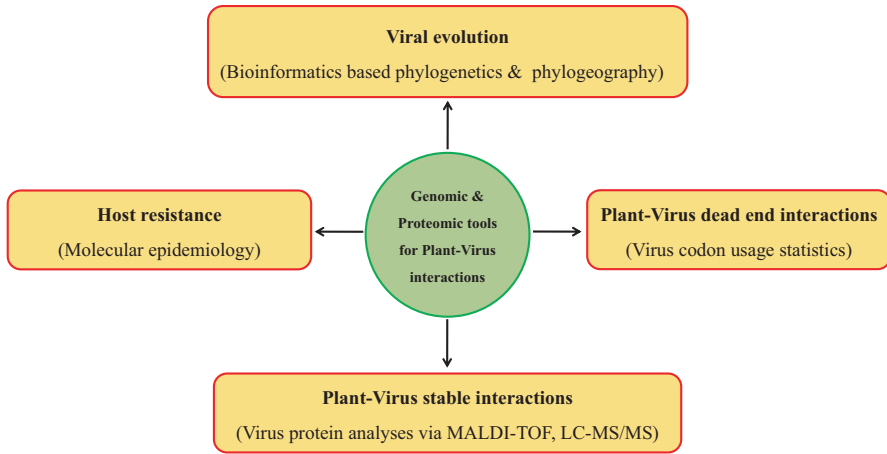 Viral evolution
(Bioinformatics based phylogenetics & phylogeography)
Host resistance
(Molecular epidemiology)
Genomic &
Proteomic tools
for Plant-Virus
interactions
Plant-Virus dead end interactions
(Virus codon usage statistics)
Plant-Virus stable interactions
(Virus protein analyses via MALDI-TOF, LC-MS/MS)